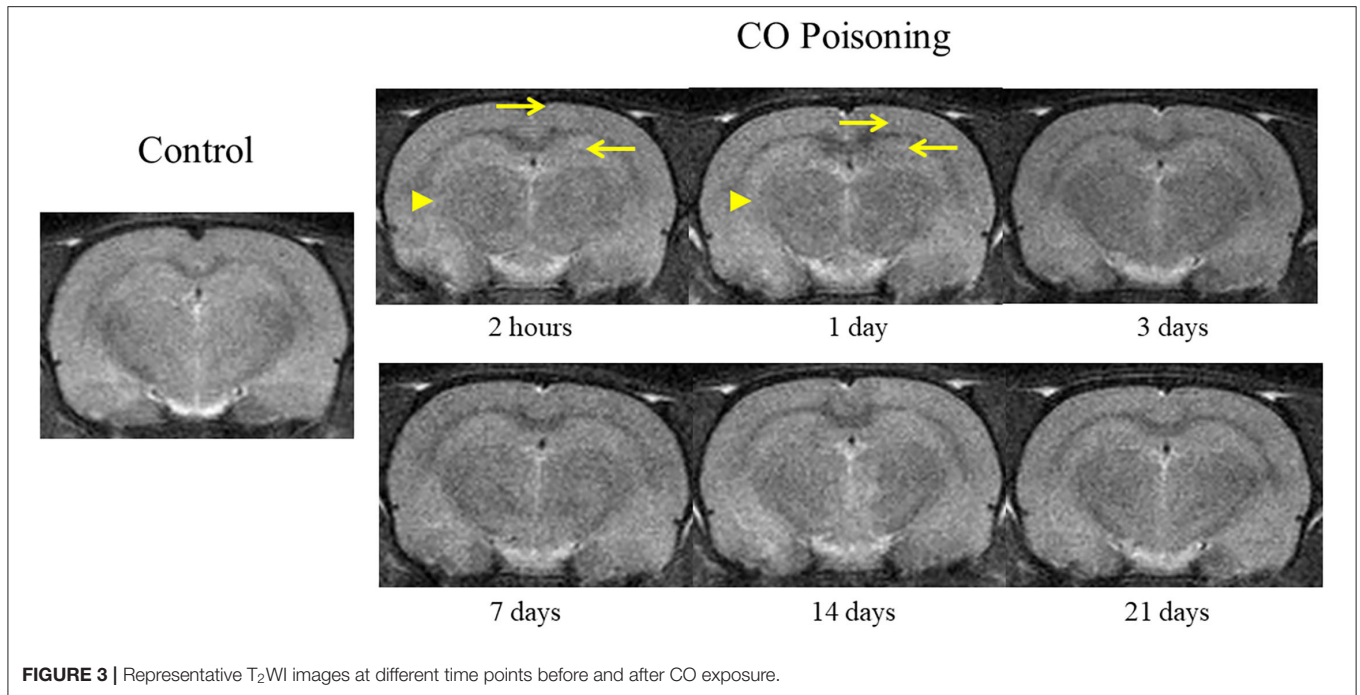 CO Poisoning
Control
2 hours
1 day
3 days
7 days
14 days
21 days
FIGURE 3 | Representative T₂WI images at different time points before and after CO exposure.